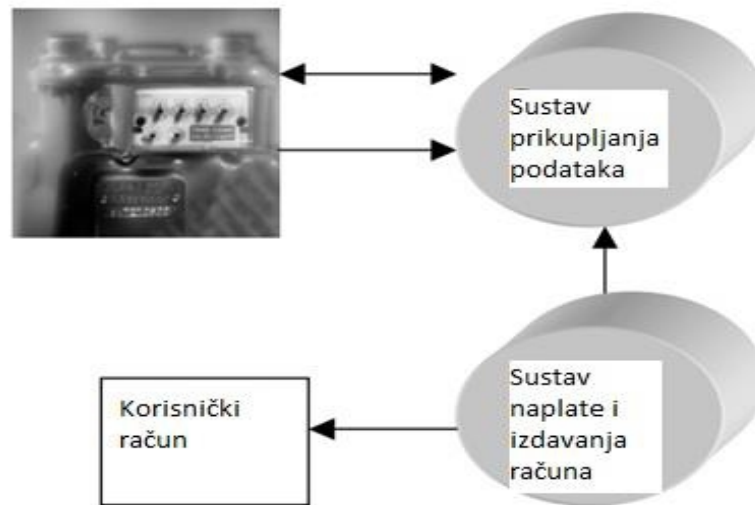 Sustav
prikupljanja
podataka
Korisnički
račun
Sustav
naplate i
izdavanja
računa